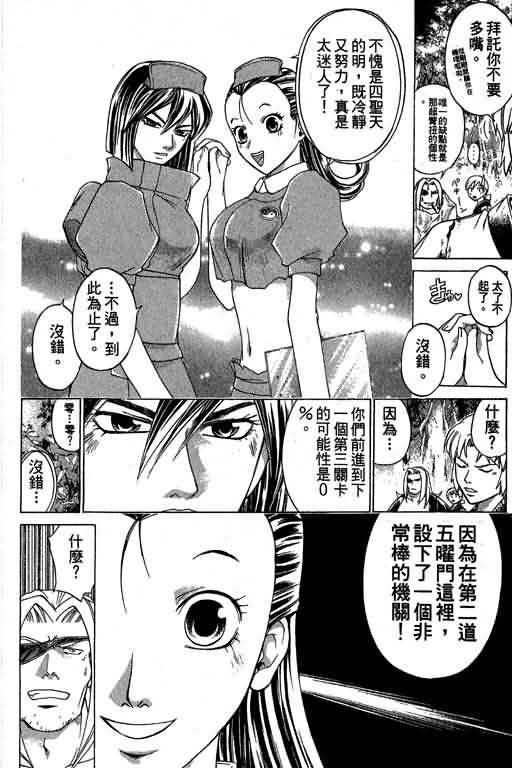 拜託你不要
多嘴。
唯一的缺點就是
那超彆扭的個性
…
不愧是四聖天
的明，既冷靜
又努力，真是
太迷人了！
太了不
起了。
沒錯。
…不過，到
此為止了。
沒錯。
什麼？
因為、
你們前進到下
一個第三關卡
的可能性是0
%。
零…零？
沒錯…
因為在第二道
五曜門這裡，
設下了一個非
常棒的機關！
什麼？